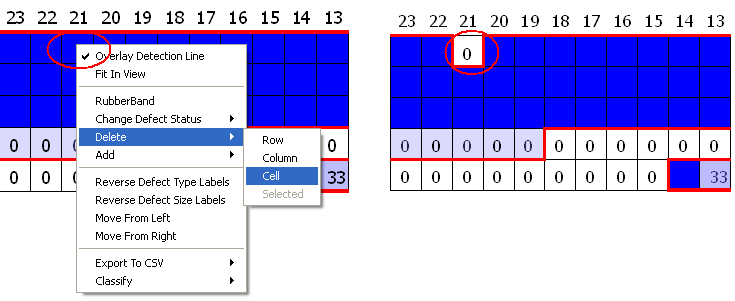 23 22 21 20 19 18 17 16 15 14 13
✔ Overlay Detection Line
Fit In View
RubberBand
Change Defect Status
Delete
Add
Reverse Defect Type Labels
Reverse Defect Size Labels
Move From Left
Move From Right
Export To CSV
Classify
Row
Column
Cell
Selected
0 0 0 0
0 0 0 33
23 22 21 20 19 18 17 16 15 14 13
0
0 0 0 0 0 0 0 0 0 0 0
0 0 0 0 0 0 0 0 0 33